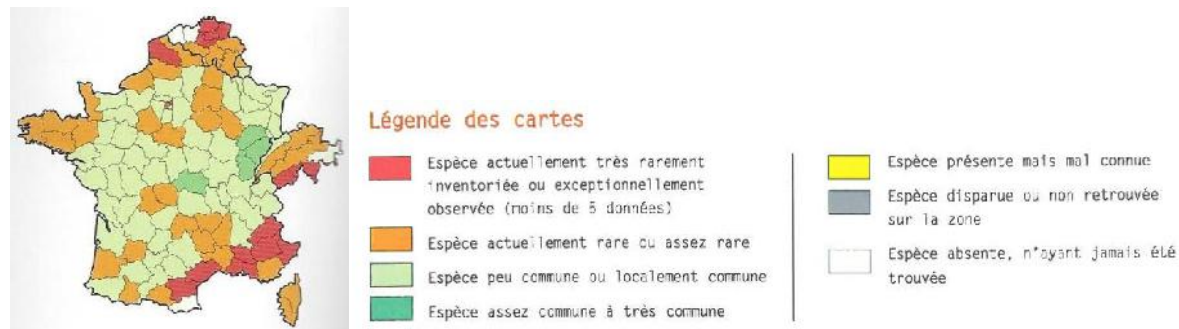 Légende des cartes
Espèce actuellement très rarement
inventoriée ou exceptionnellement
observée (moins de 5 données)
Espèce actuellement rare ou assez rare
Espèce peu commune ou localement commune
Espèce assez commune à très commune
Espèce présente mais mal connue
Espèce disparue ou non retrouvée
sur la zone
Espèce absente, n'ayant jamais été
trouvée